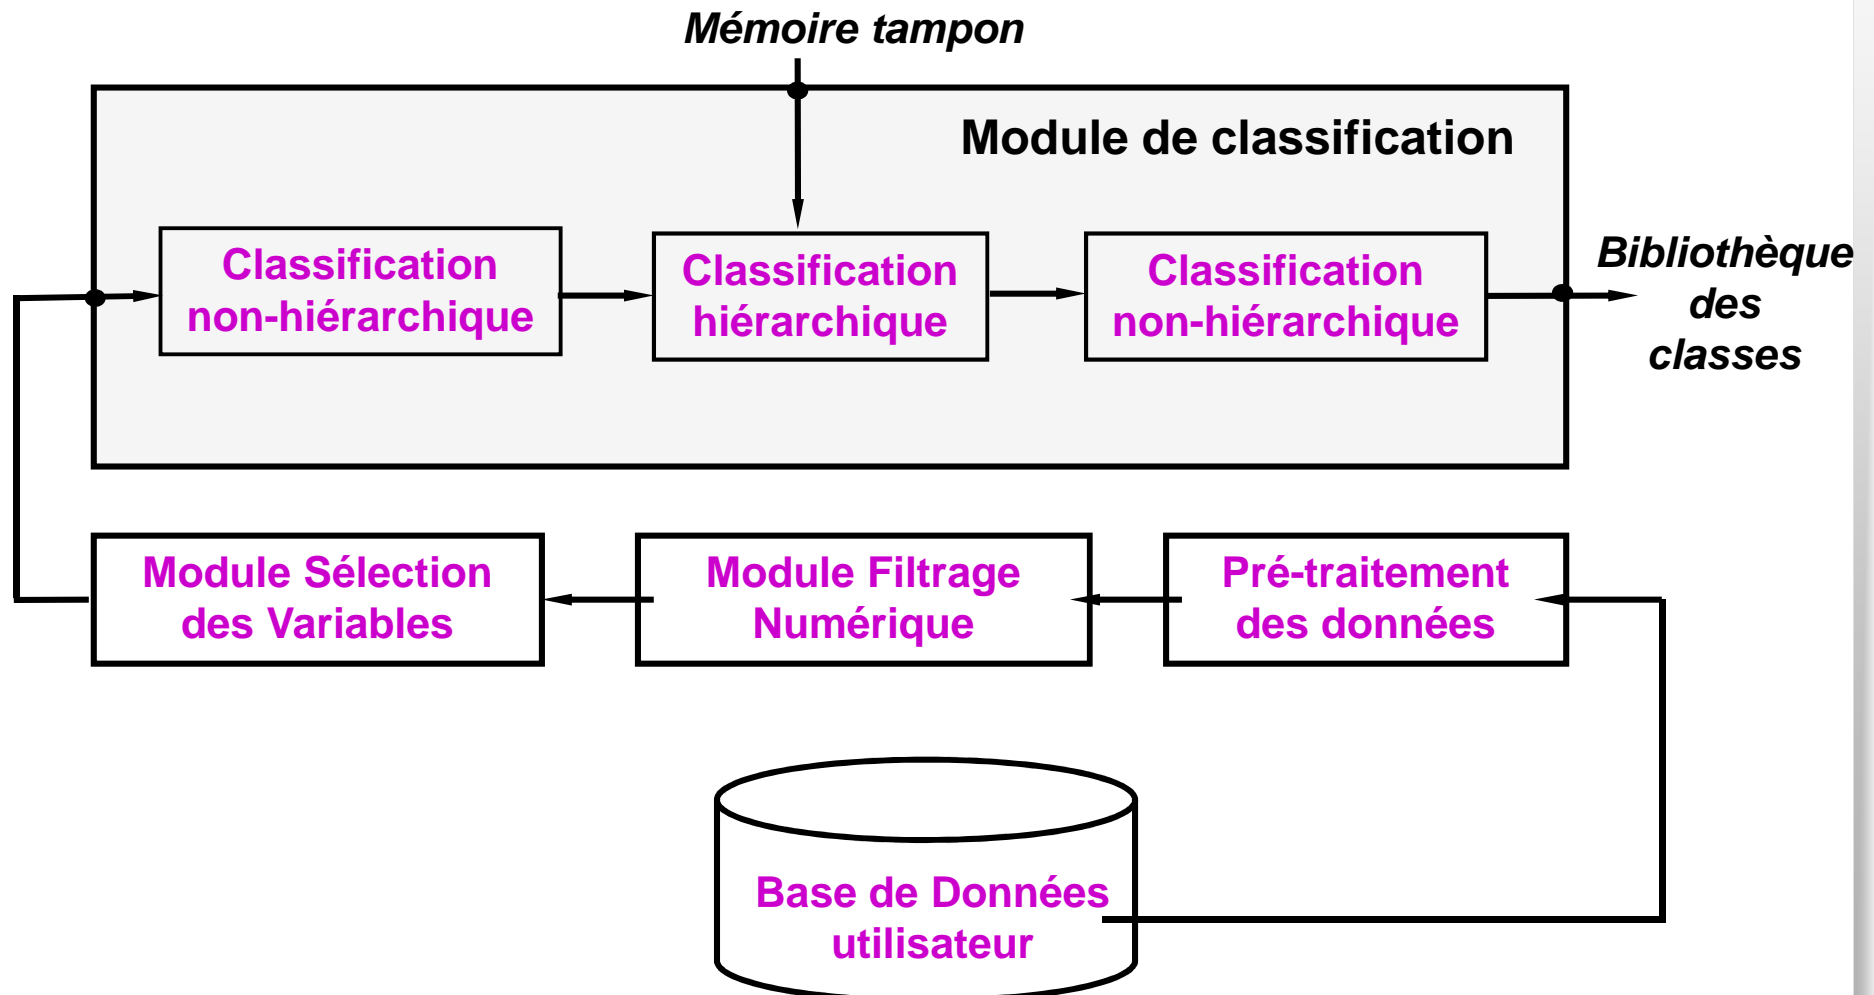 Mémoire tampon
Module de classification
Classification
non-hiérarchique
Classification
hiérarchique
Classification
non-hiérarchique
Bibliothèque
des
classes
Module Sélection
des Variables
Module Filtrage
Numérique
Pré-traitement
des données
Base de Données
utilisateur